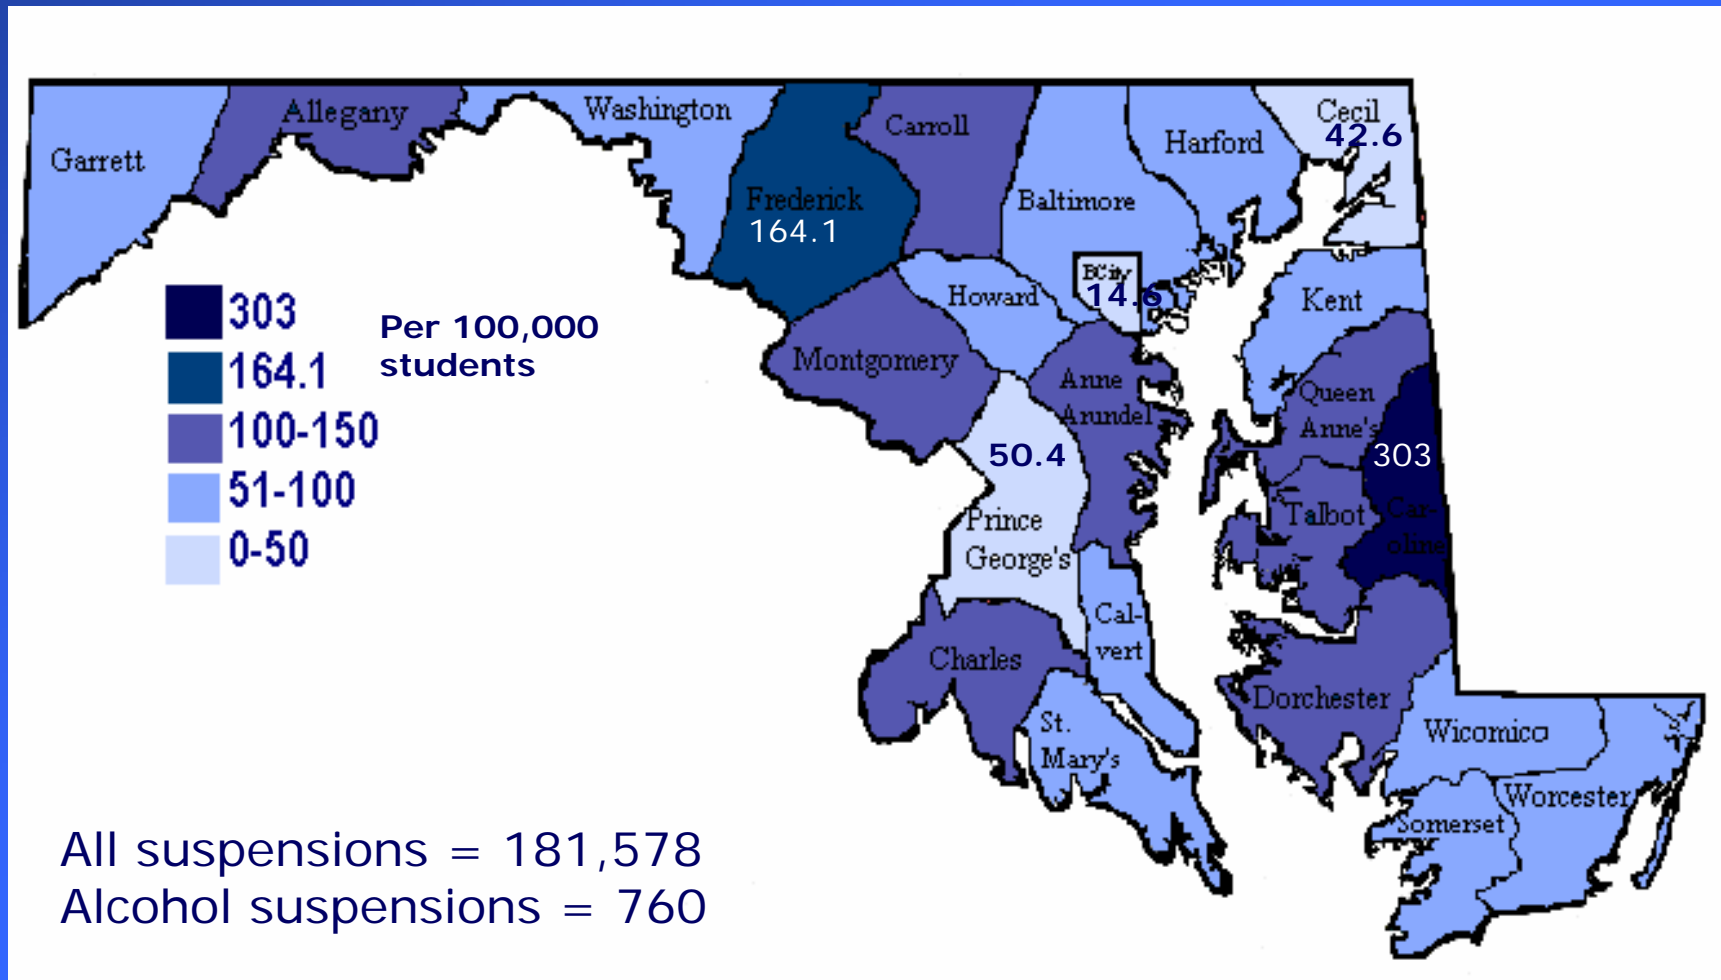 Garrett
Allegany
Washington
Frederick
164.1
Carroll
Baltimore
Harford
Cecil
42.6
BCity
14.6
Howard
Kent
Montgomery
Anne
Arundel
Queen
Anne's
303
50.4
Prince
George's
Talbot
Car-
oline
Cal-
vert
Charles
St.
Mary's
Dorchester
Wicomico
Worcester
Somerset
303
164.1
100-150
51-100
0-50
Per 100,000
students
All suspensions = 181,578
Alcohol suspensions = 760